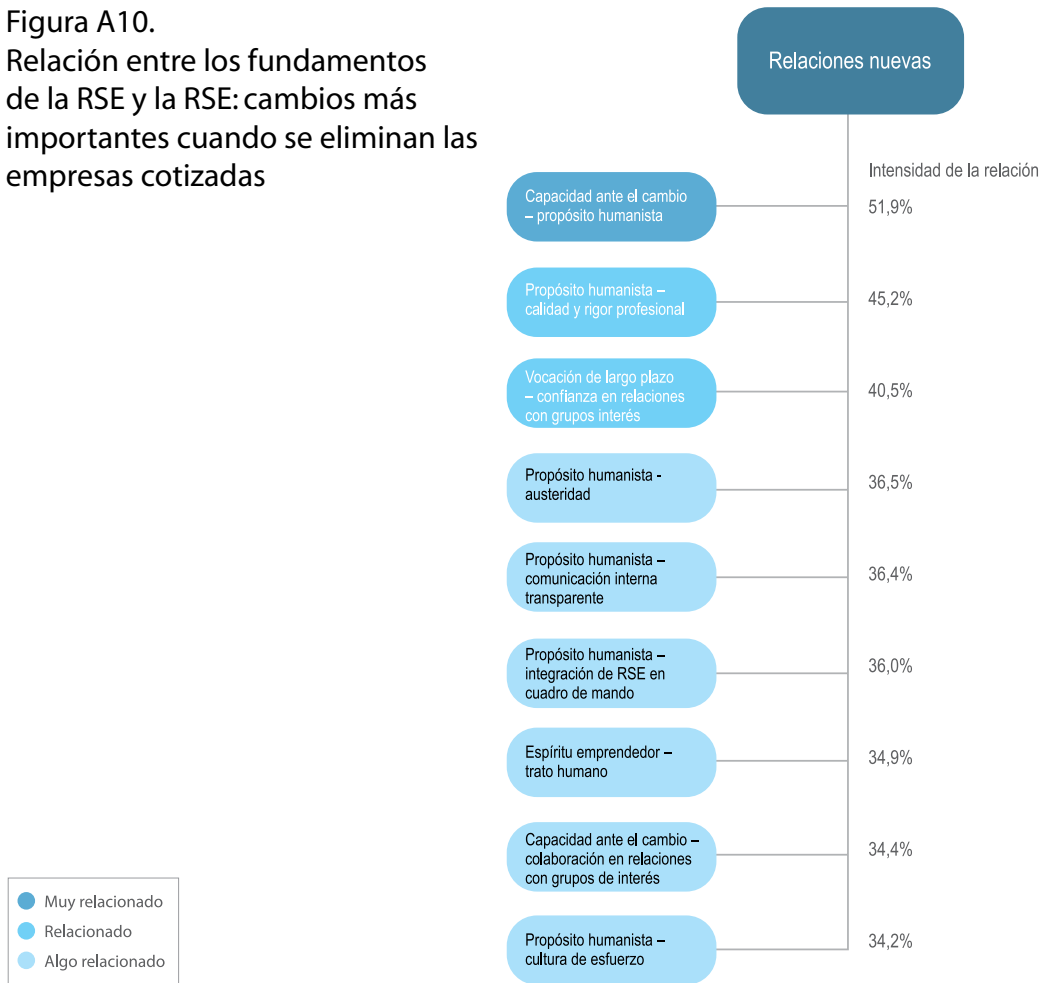 Figura A10.
Relación entre los fundamentos
de la RSE y la RSE: cambios más
importantes cuando se eliminan las
empresas cotizadas
Relaciones nuevas
Intensidad de la relación
Capacidad ante el cambio
– propósito humanista
51,9%
Propósito humanista –
calidad y rigor profesional
45,2%
Vocación de largo plazo
– confianza en relaciones
con grupos interés
40,5%
Propósito humanista -
austeridad
36,5%
Propósito humanista –
comunicación interna
transparente
36,4%
Propósito humanista –
integración de RSE en
cuadro de mando
36,0%
Espíritu emprendedor –
trato humano
34,9%
Capacidad ante el cambio –
colaboración en relaciones
con grupos de interés
34,4%
Propósito humanista –
cultura de esfuerzo
34,2%
Muy relacionado
Relacionado
Algo relacionado